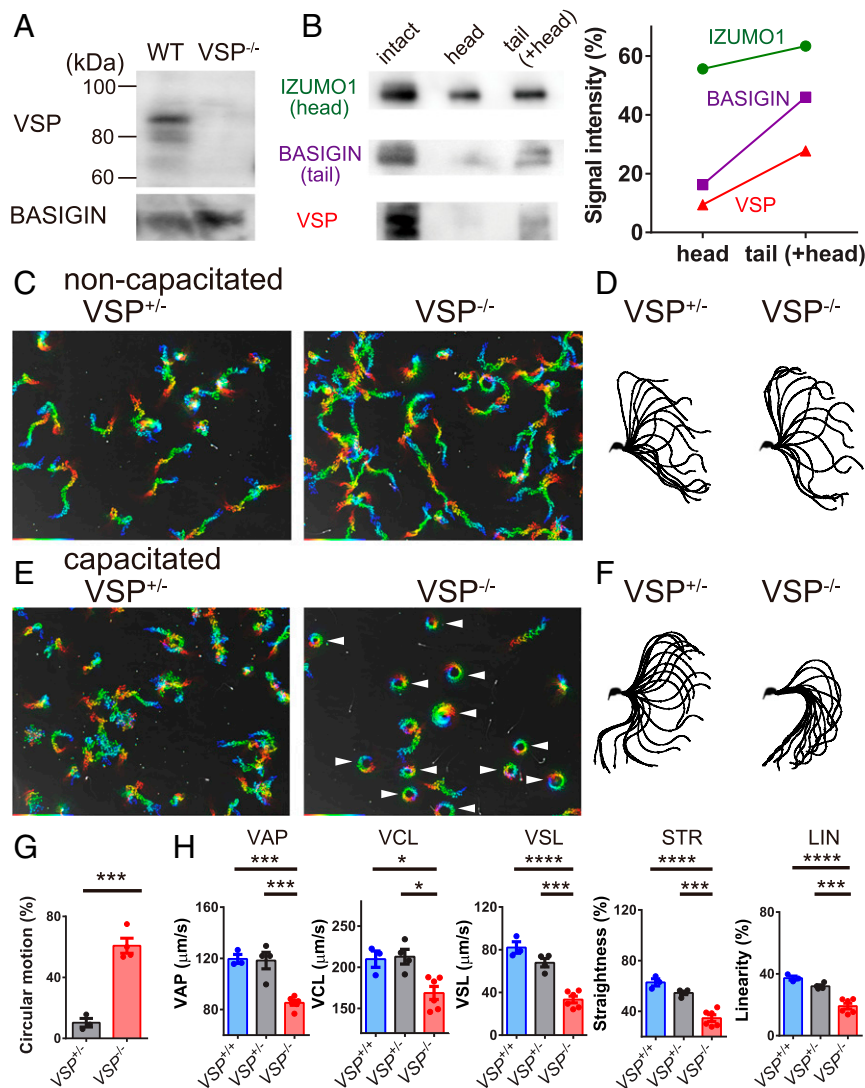 A
(kDa)
WT VSP-/-
100
VSP
80
60
BASIGIN
B
intact head tail (+head)
IZUMO1
(head)
BASIGIN
(tail)
VSP
Signal intensity (%)
60
40
20
0
IZUMO1
BASIGIN
VSP
head tail (+head)
C non-capacitated
VSP+/- VSP-/-
D
VSP+/- VSP-/-
E capacitated
VSP+/- VSP-/-
F
VSP+/- VSP-/-
G
***
Circular motion (%)
80
40
0
VSP+/- VSP-/-
H
VAP
***
***
VAP (μm/s)
160
120
80
VSP+/+ VSP+/- VSP-/-
VCL
*
*
VCL (μm/s)
250
200
150
VSP+/+ VSP+/- VSP-/-
VSL
****
***
VSL (μm/s)
120
80
40
0
VSP+/+ VSP+/- VSP-/-
STR
****
***
Straightness (%)
120
80
40
VSP+/+ VSP+/- VSP-/-
LIN
****
***
Linearity (%)
80
60
40
20
0
VSP+/+ VSP+/- VSP-/-